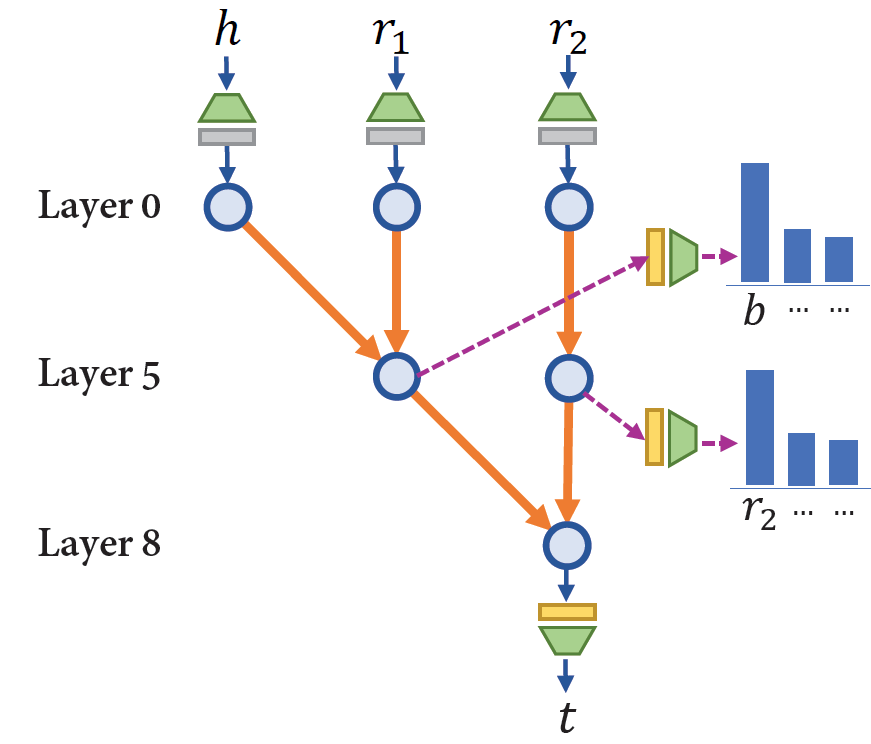 h r₁ r₂
Layer 0
b ... ...
Layer 5
r₂ ... ...
Layer 8
t